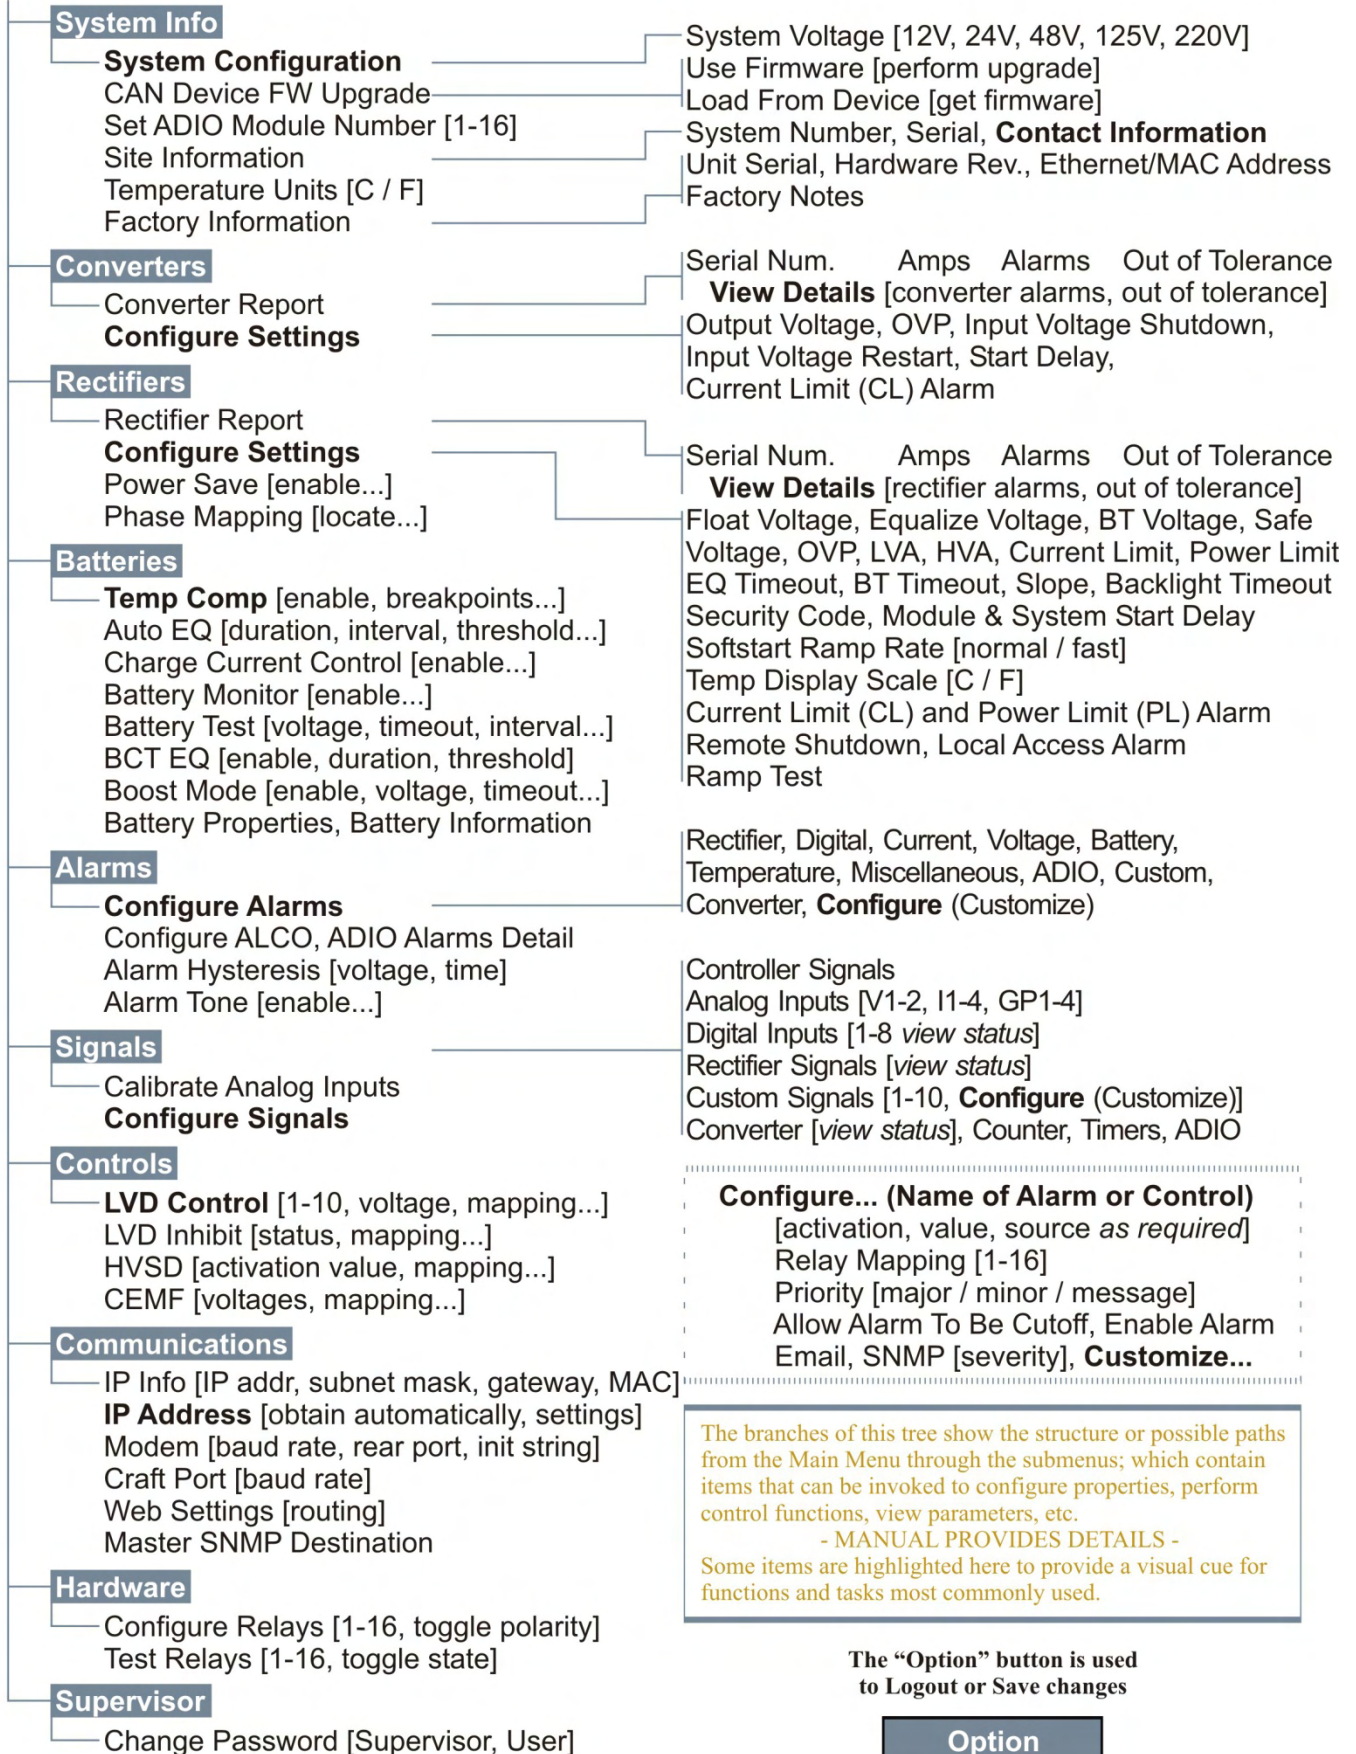 System Info
System Configuration
CAN Device FW Upgrade
Set ADIO Module Number [1-16]
Site Information
Temperature Units [C / F]
Factory Information
System Voltage [12V, 24V, 48V, 125V, 220V]
Use Firmware [perform upgrade]
Load From Device [get firmware]
System Number, Serial, Contact Information
Unit Serial, Hardware Rev., Ethernet/MAC Address
Factory Notes
Converters
Converter Report
Configure Settings
Serial Num. Amps Alarms Out of Tolerance
View Details [converter alarms, out of tolerance]
Output Voltage, OVP, Input Voltage Shutdown,
Input Voltage Restart, Start Delay,
Current Limit (CL) Alarm
Rectifiers
Rectifier Report
Configure Settings
Power Save [enable...]
Phase Mapping [locate...]
Serial Num. Amps Alarms Out of Tolerance
View Details [rectifier alarms, out of tolerance]
Float Voltage, Equalize Voltage, BT Voltage, Safe
Voltage, OVP, LVA, HVA, Current Limit, Power Limit
EQ Timeout, BT Timeout, Slope, Backlight Timeout
Security Code, Module & System Start Delay
Softstart Ramp Rate [normal / fast]
Temp Display Scale [C / F]
Current Limit (CL) and Power Limit (PL) Alarm
Remote Shutdown, Local Access Alarm
Ramp Test
Batteries
Temp Comp [enable, breakpoints...]
Auto EQ [duration, interval, threshold...]
Charge Current Control [enable...]
Battery Monitor [enable...]
Battery Test [voltage, timeout, interval...]
BCT EQ [enable, duration, threshold]
Boost Mode [enable, voltage, timeout...]
Battery Properties, Battery Information
Alarms
Configure Alarms
Configure ALCO, ADIO Alarms Detail
Alarm Hysteresis [voltage, time]
Alarm Tone [enable...]
Rectifier, Digital, Current, Voltage, Battery,
Temperature, Miscellaneous, ADIO, Custom,
Converter, Configure (Customize)
Signals
Calibrate Analog Inputs
Configure Signals
Controller Signals
Analog Inputs [V1-2, I1-4, GP1-4]
Digital Inputs [1-8 view status]
Rectifier Signals [view status]
Custom Signals [1-10, Configure (Customize)]
Converter [view status], Counter, Timers, ADIO
Controls
LVD Control [1-10, voltage, mapping...]
LVD Inhibit [status, mapping...]
HVSD [activation value, mapping...]
CEMF [voltages, mapping...]
Configure... (Name of Alarm or Control)
[activation, value, source as required]
Relay Mapping [1-16]
Priority [major / minor / message]
Allow Alarm To Be Cutoff, Enable Alarm
Email, SNMP [severity], Customize...
Communications
IP Info [IP addr, subnet mask, gateway, MAC]
IP Address [obtain automatically, settings]
Modem [baud rate, rear port, init string]
Craft Port [baud rate]
Web Settings [routing]
Master SNMP Destination
The branches of this tree show the structure or possible paths
from the Main Menu through the submenus; which contain
items that can be invoked to configure properties, perform
control functions, view parameters, etc.
- MANUAL PROVIDES DETAILS -
Some items are highlighted here to provide a visual cue for
functions and tasks most commonly used.
Hardware
Configure Relays [1-16, toggle polarity]
Test Relays [1-16, toggle state]
Supervisor
Change Password [Supervisor, User]
The “Option” button is used
to Logout or Save changes
Option